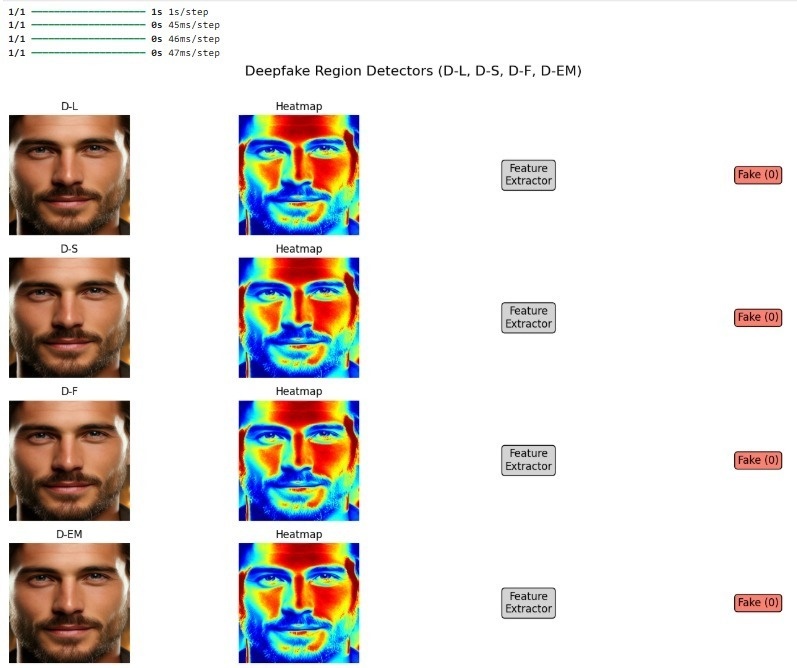 1/1 ━━━━━━━━━━━━━━━━━━━━ 1s 1s/step
1/1 ━━━━━━━━━━━━━━━━━━━━ 0s 45ms/step
1/1 ━━━━━━━━━━━━━━━━━━━━ 0s 46ms/step
1/1 ━━━━━━━━━━━━━━━━━━━━ 0s 47ms/step
Deepfake Region Detectors (D-L, D-S, D-F, D-EM)
D-L
Heatmap
Feature
Extractor
Fake (0)
D-S
Heatmap
Feature
Extractor
Fake (0)
D-F
Heatmap
Feature
Extractor
Fake (0)
D-EM
Heatmap
Feature
Extractor
Fake (0)